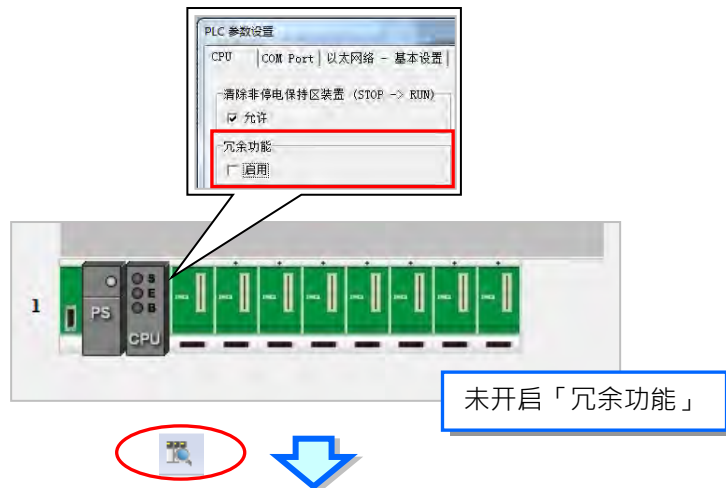 PLC 参数设置
CPU
COM Port
以太网络 - 基本设置
清除非停电保持区装置 (STOP -> RUN)
允许
冗余功能
启用
1
PS
CPU
S
E
B
未开启「冗余功能」